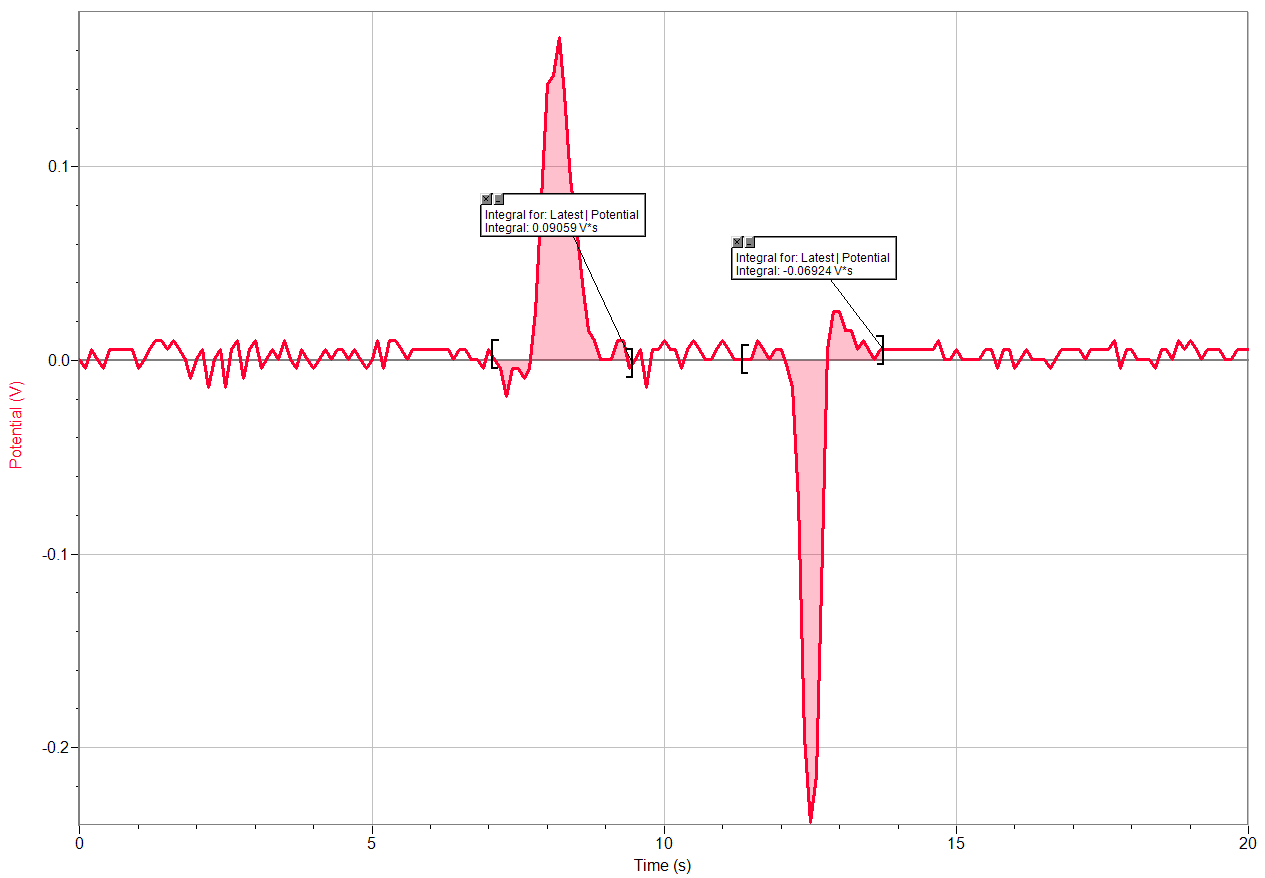 0.1
0.0
-0.1
-0.2
Potential (V)
Integral for: Latest | Potential
Integral: 0.09059 V*s
Integral for: Latest | Potential
Integral: -0.06924 V*s
0 5 10 15 20
Time (s)